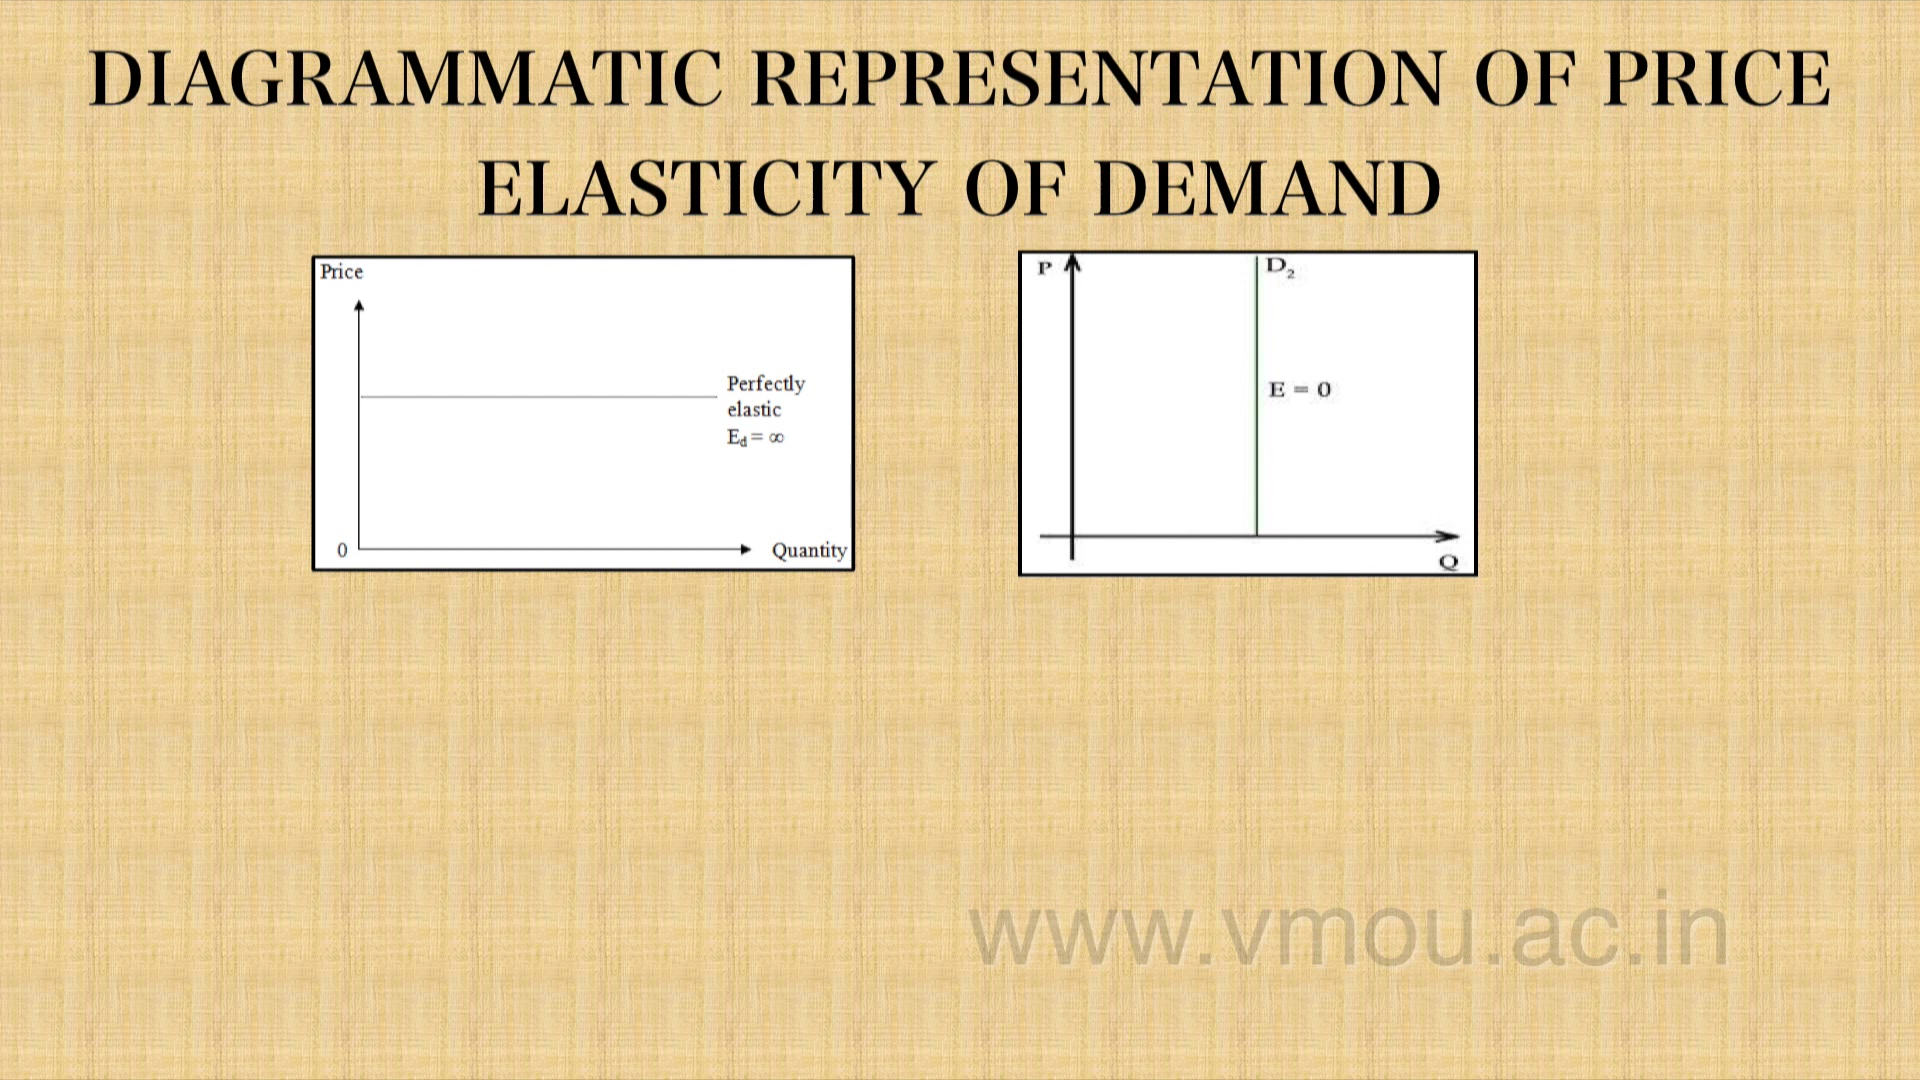 DIAGRAMMATIC REPRESENTATION OF PRICE
ELASTICITY OF DEMAND
Price
Perfectly
elastic
Ed = ∞
0
Quantity
P
D2
E = 0
Q
www.vmou.ac.in